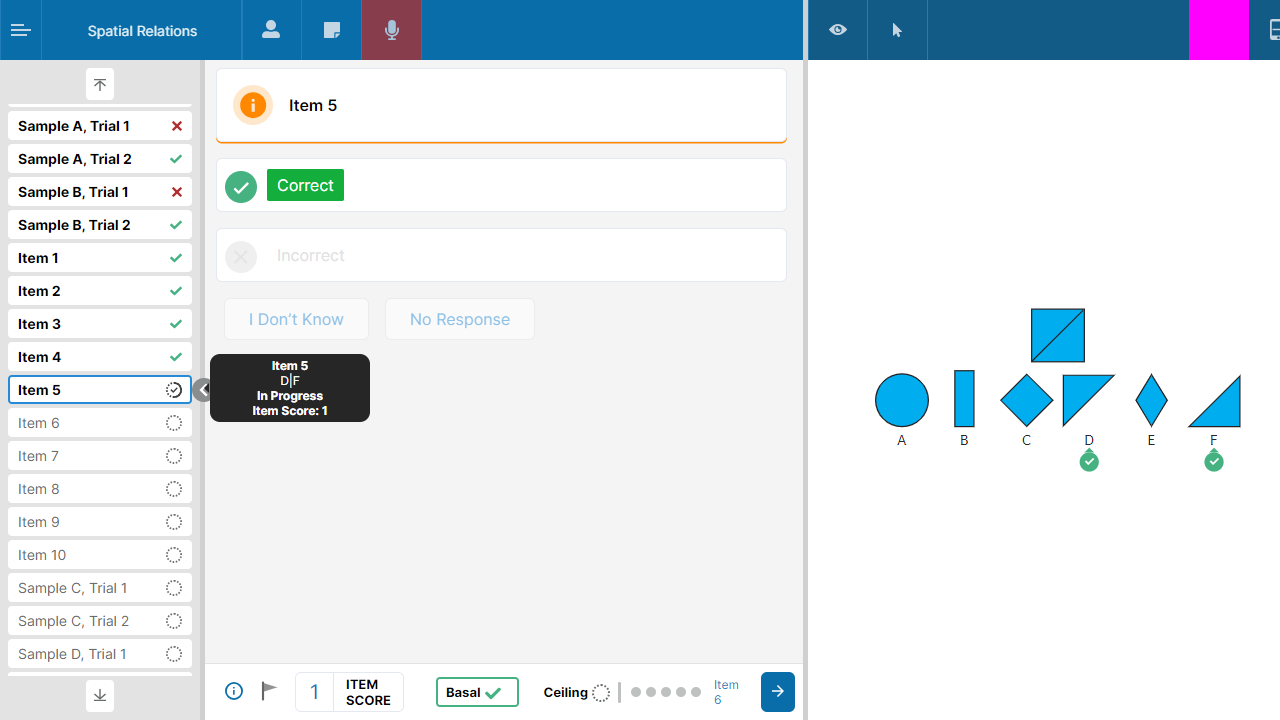 Spatial Relations
Sample A, Trial 1
Sample A, Trial 2
Sample B, Trial 1
Sample B, Trial 2
Item 1
Item 2
Item 3
Item 4
Item 5
Item 6
Item 7
Item 8
Item 9
Item 10
Sample C, Trial 1
Sample C, Trial 2
Sample D, Trial 1
Item 5
Correct
Incorrect
I Don't Know
No Response
Item 5
D|F
In Progress
Item Score: 1
1
ITEM
SCORE
Basal
Ceiling
Item
6
A B C D E F